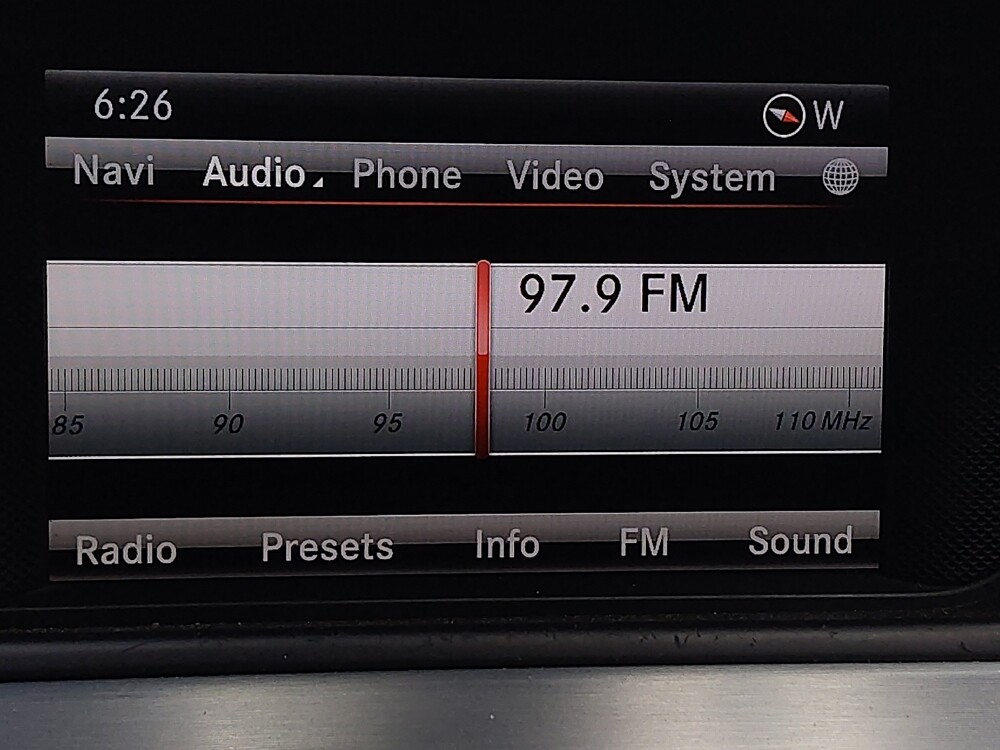 6:26 W
Navi Audio Phone Video System
97.9 FM
85 90 95 100 105 110 MHz
Radio Presets Info FM Sound